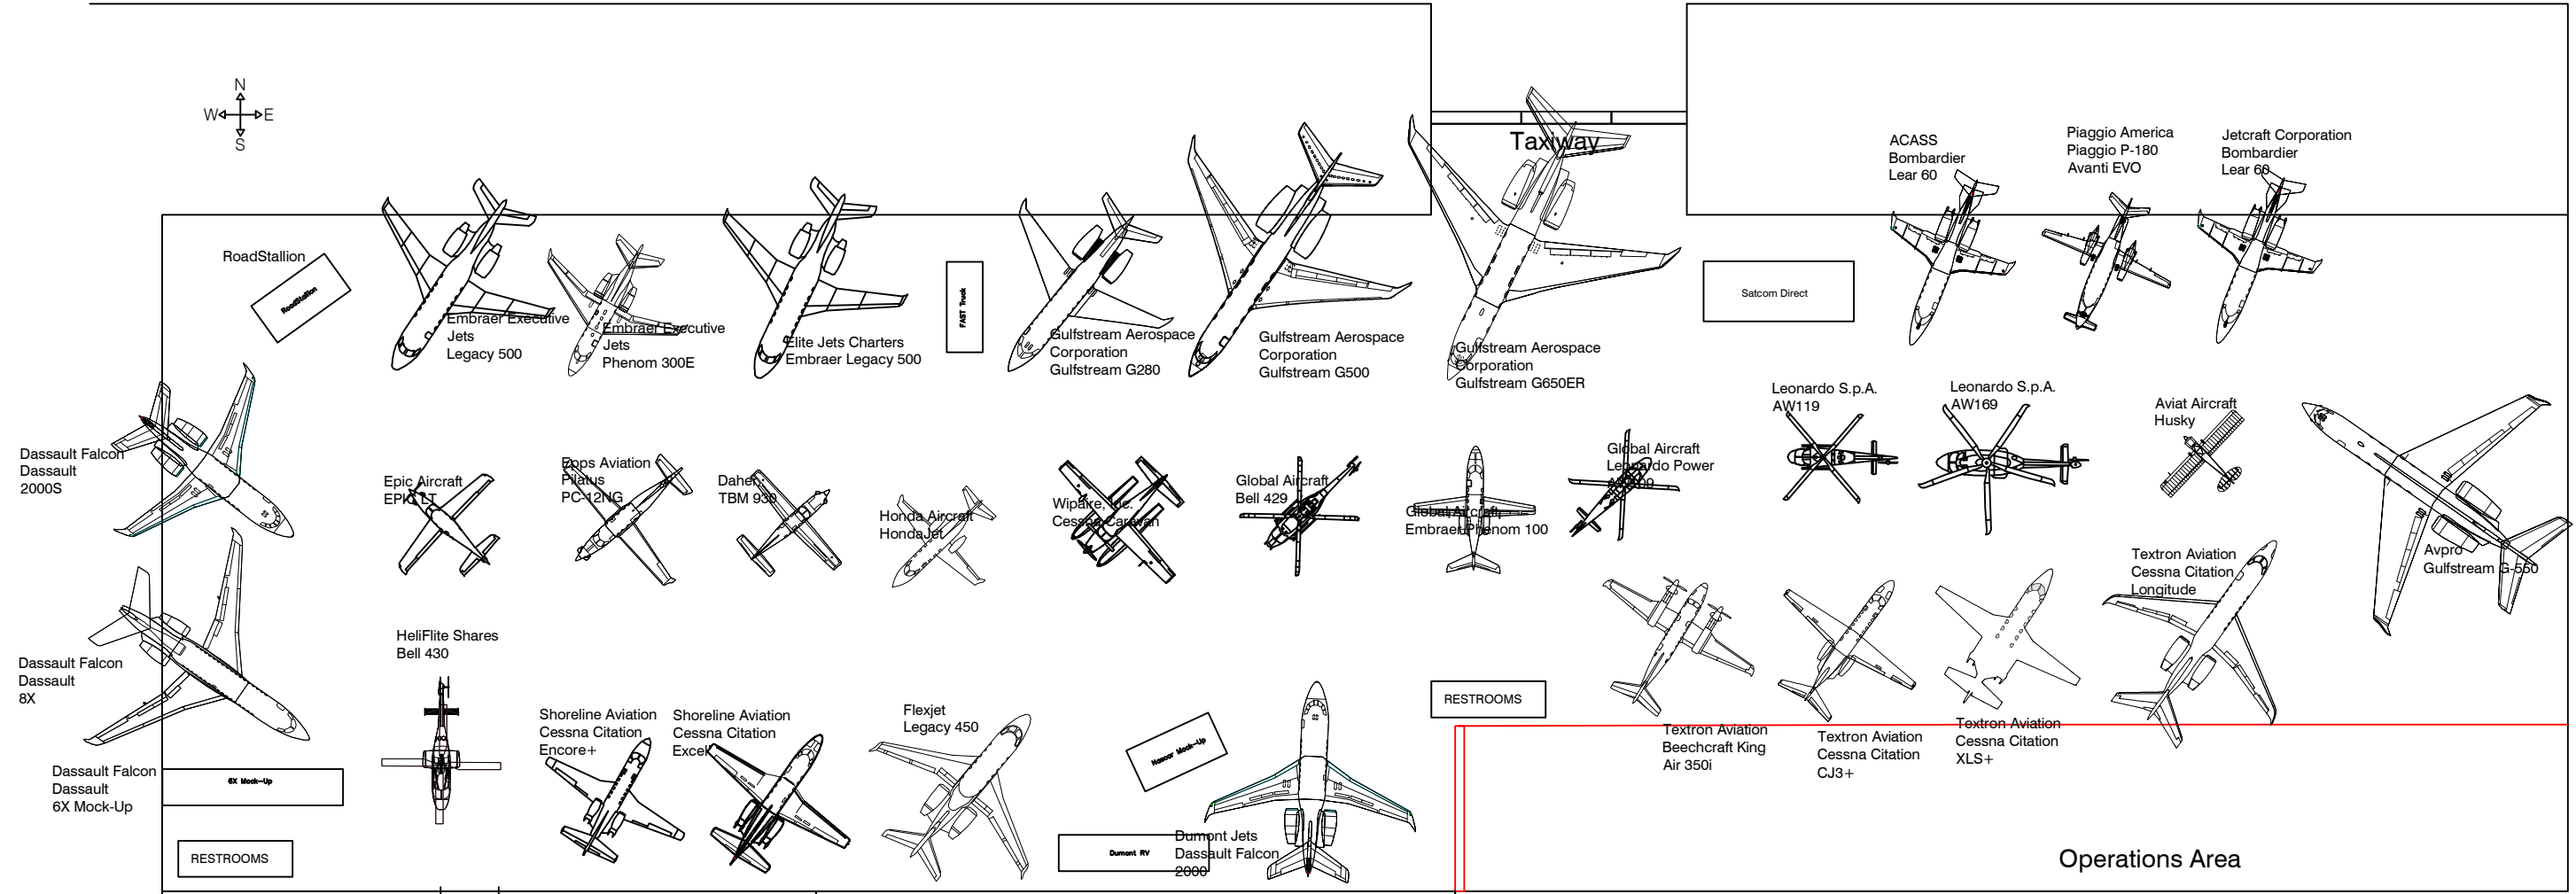 N
W E
S
Taxiway
ACASS
Bombardier
Lear 60
Piaggio America
Piaggio P-180
Avanti EVO
Jetcraft Corporation
Bombardier
Lear 60
RoadStallion
RoadStallion
Embraer Executive
Jets
Legacy 500
Embraer Executive
Jets
Phenom 300E
Elite Jets Charters
Embraer Legacy 500
FAST Truck
Gulfstream Aerospace
Corporation
Gulfstream G280
Gulfstream Aerospace
Corporation
Gulfstream G500
Gulfstream Aerospace
Corporation
Gulfstream G650ER
Satcom Direct
Dassault Falcon
Dassault
2000S
Epic Aircraft
EPIC LT
Epps Aviation
Pilatus
PC-12NG
Daher
TBM 930
Honda Aircraft
HondaJet
Wipaire, Inc.
Cessna Caravan
Global Aircraft
Bell 429
Global Aircraft
Embraer Phenom 100
Global Aircraft
Leonardo Power
Leonardo S.p.A.
AW119
Leonardo S.p.A.
AW169
Aviat Aircraft
Husky
Avpro
Gulfstream G-550
Textron Aviation
Cessna Citation
Longitude
Dassault Falcon
Dassault
8X
HeliFlite Shares
Bell 430
Shoreline Aviation
Cessna Citation
Encore+
Shoreline Aviation
Cessna Citation
Excel
Flexjet
Legacy 450
Mock-Up
RESTROOMS
Textron Aviation
Beechcraft King
Air 350i
Textron Aviation
Cessna Citation
CJ3+
Textron Aviation
Cessna Citation
XLS+
Dassault Falcon
Dassault
6X Mock-Up
6X Mock-Up
RESTROOMS
Dumont RV
Dumont Jets
Dassault Falcon
2000
Operations Area